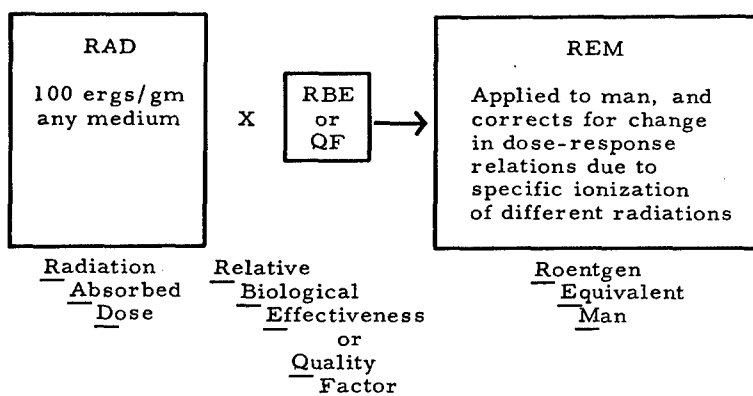 RAD
100 ergs/gm
any medium
X
RBE
or
QF
REM
Applied to man, and
corrects for change
in dose-response
relations due to
specific ionization
of different radiations
Radiation
Absorbed
Dose
Relative
Biological
Effectiveness
or
Quality
Factor
Roentgen
Equivalent
Man